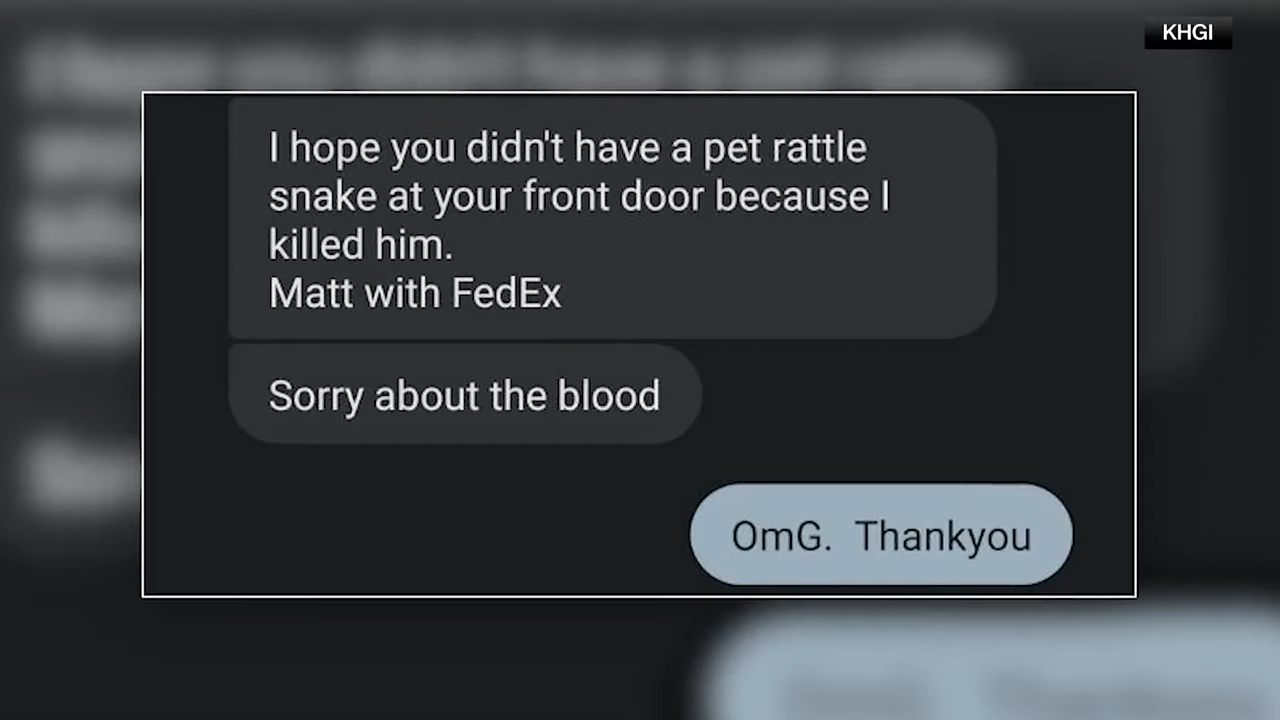 KHGI
I hope you didn't have a pet rattle
snake at your front door because I
killed him.
Matt with FedEx
Sorry about the blood
OmG.  Thankyou